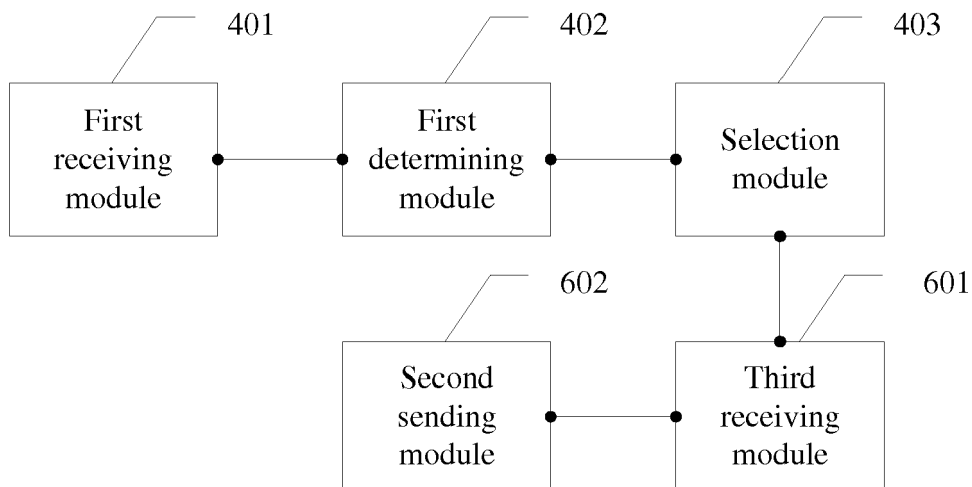 401
402
403
First
receiving
module
First
determining
module
Selection
module
602
601
Second
sending
module
Third
receiving
module